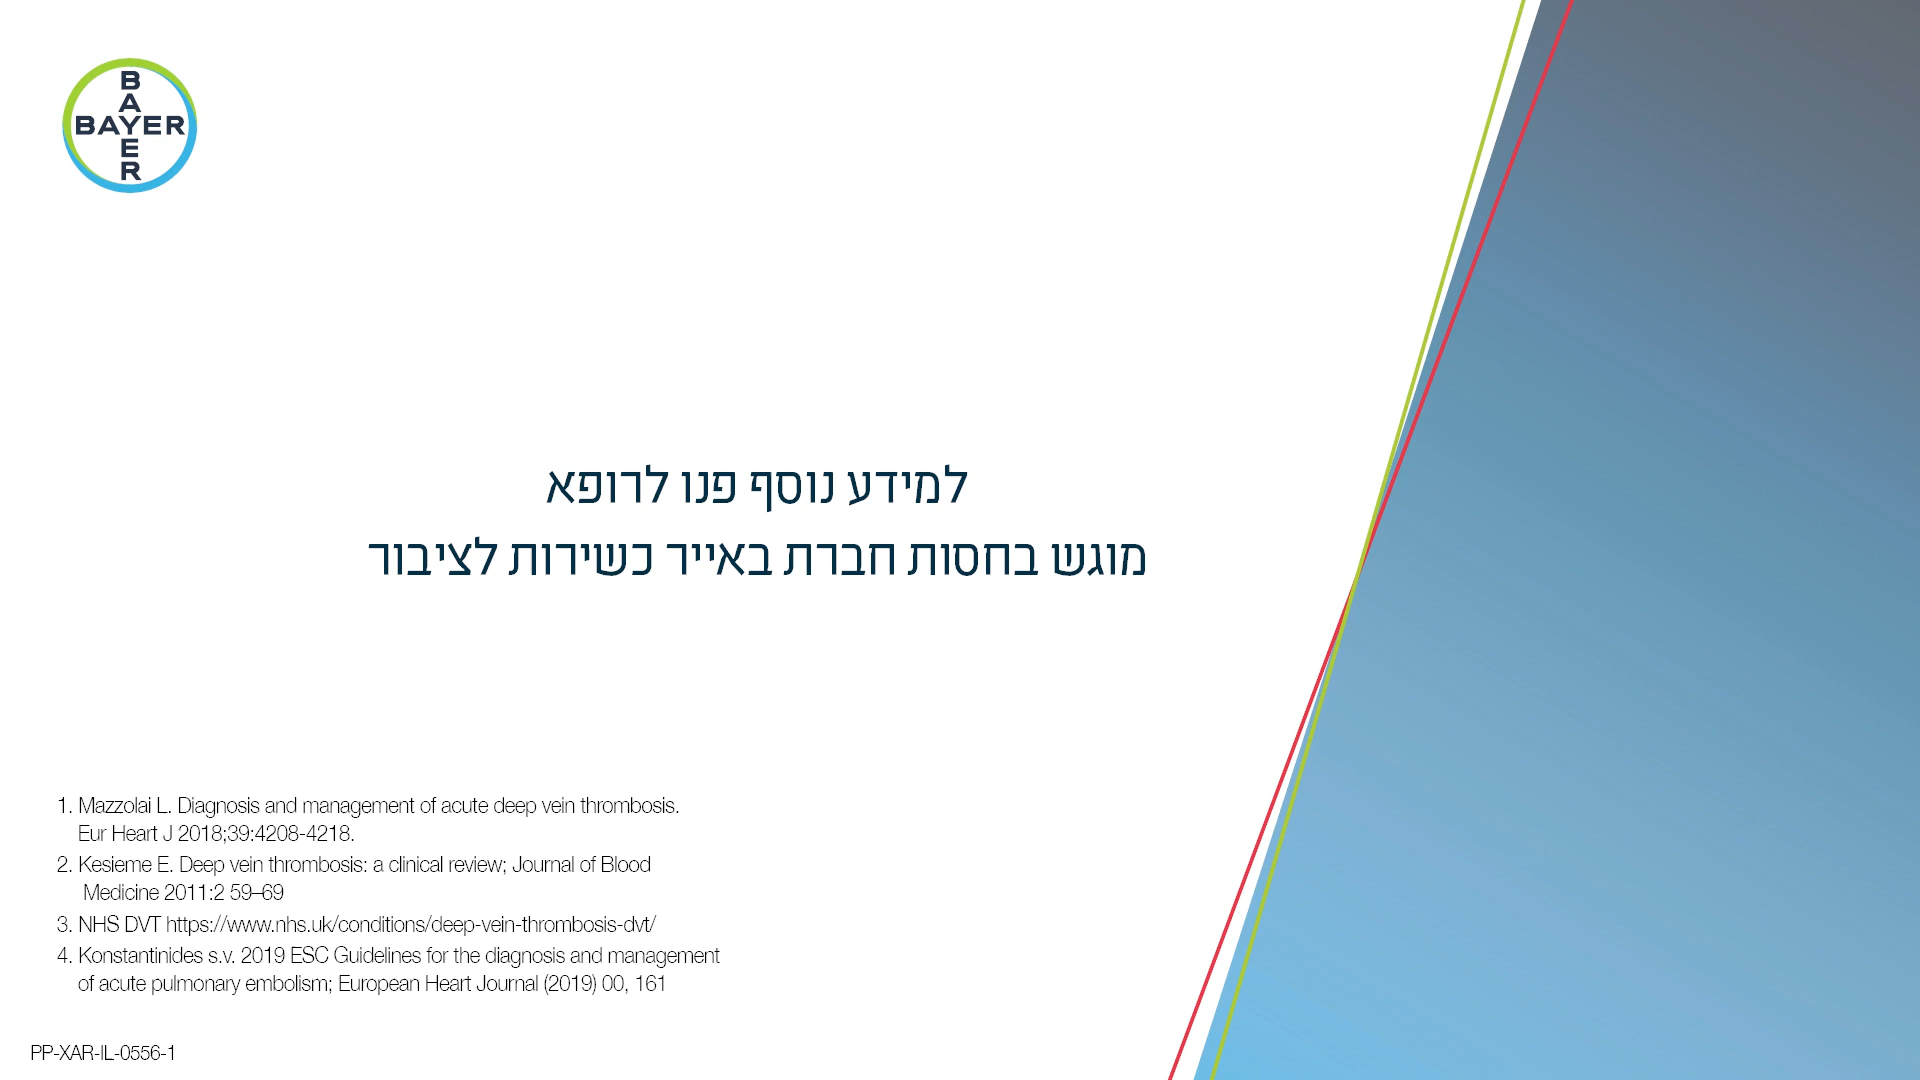 BAYER
BAYER
למידע נוסף פנו לרופא
מוגש בחסות חברת באייר כשירות לציבור
1. Mazzolai L. Diagnosis and management of acute deep vein thrombosis.
Eur Heart J 2018;39:4208-4218.
2. Kesieme E. Deep vein thrombosis: a clinical review; Journal of Blood
Medicine 2011:2 59–69
3. NHS DVT https://www.nhs.uk/conditions/deep-vein-thrombosis-dvt/
4. Konstantinides s.v. 2019 ESC Guidelines for the diagnosis and management
of acute pulmonary embolism; European Heart Journal (2019) 00, 161
PP-XAR-IL-0556-1